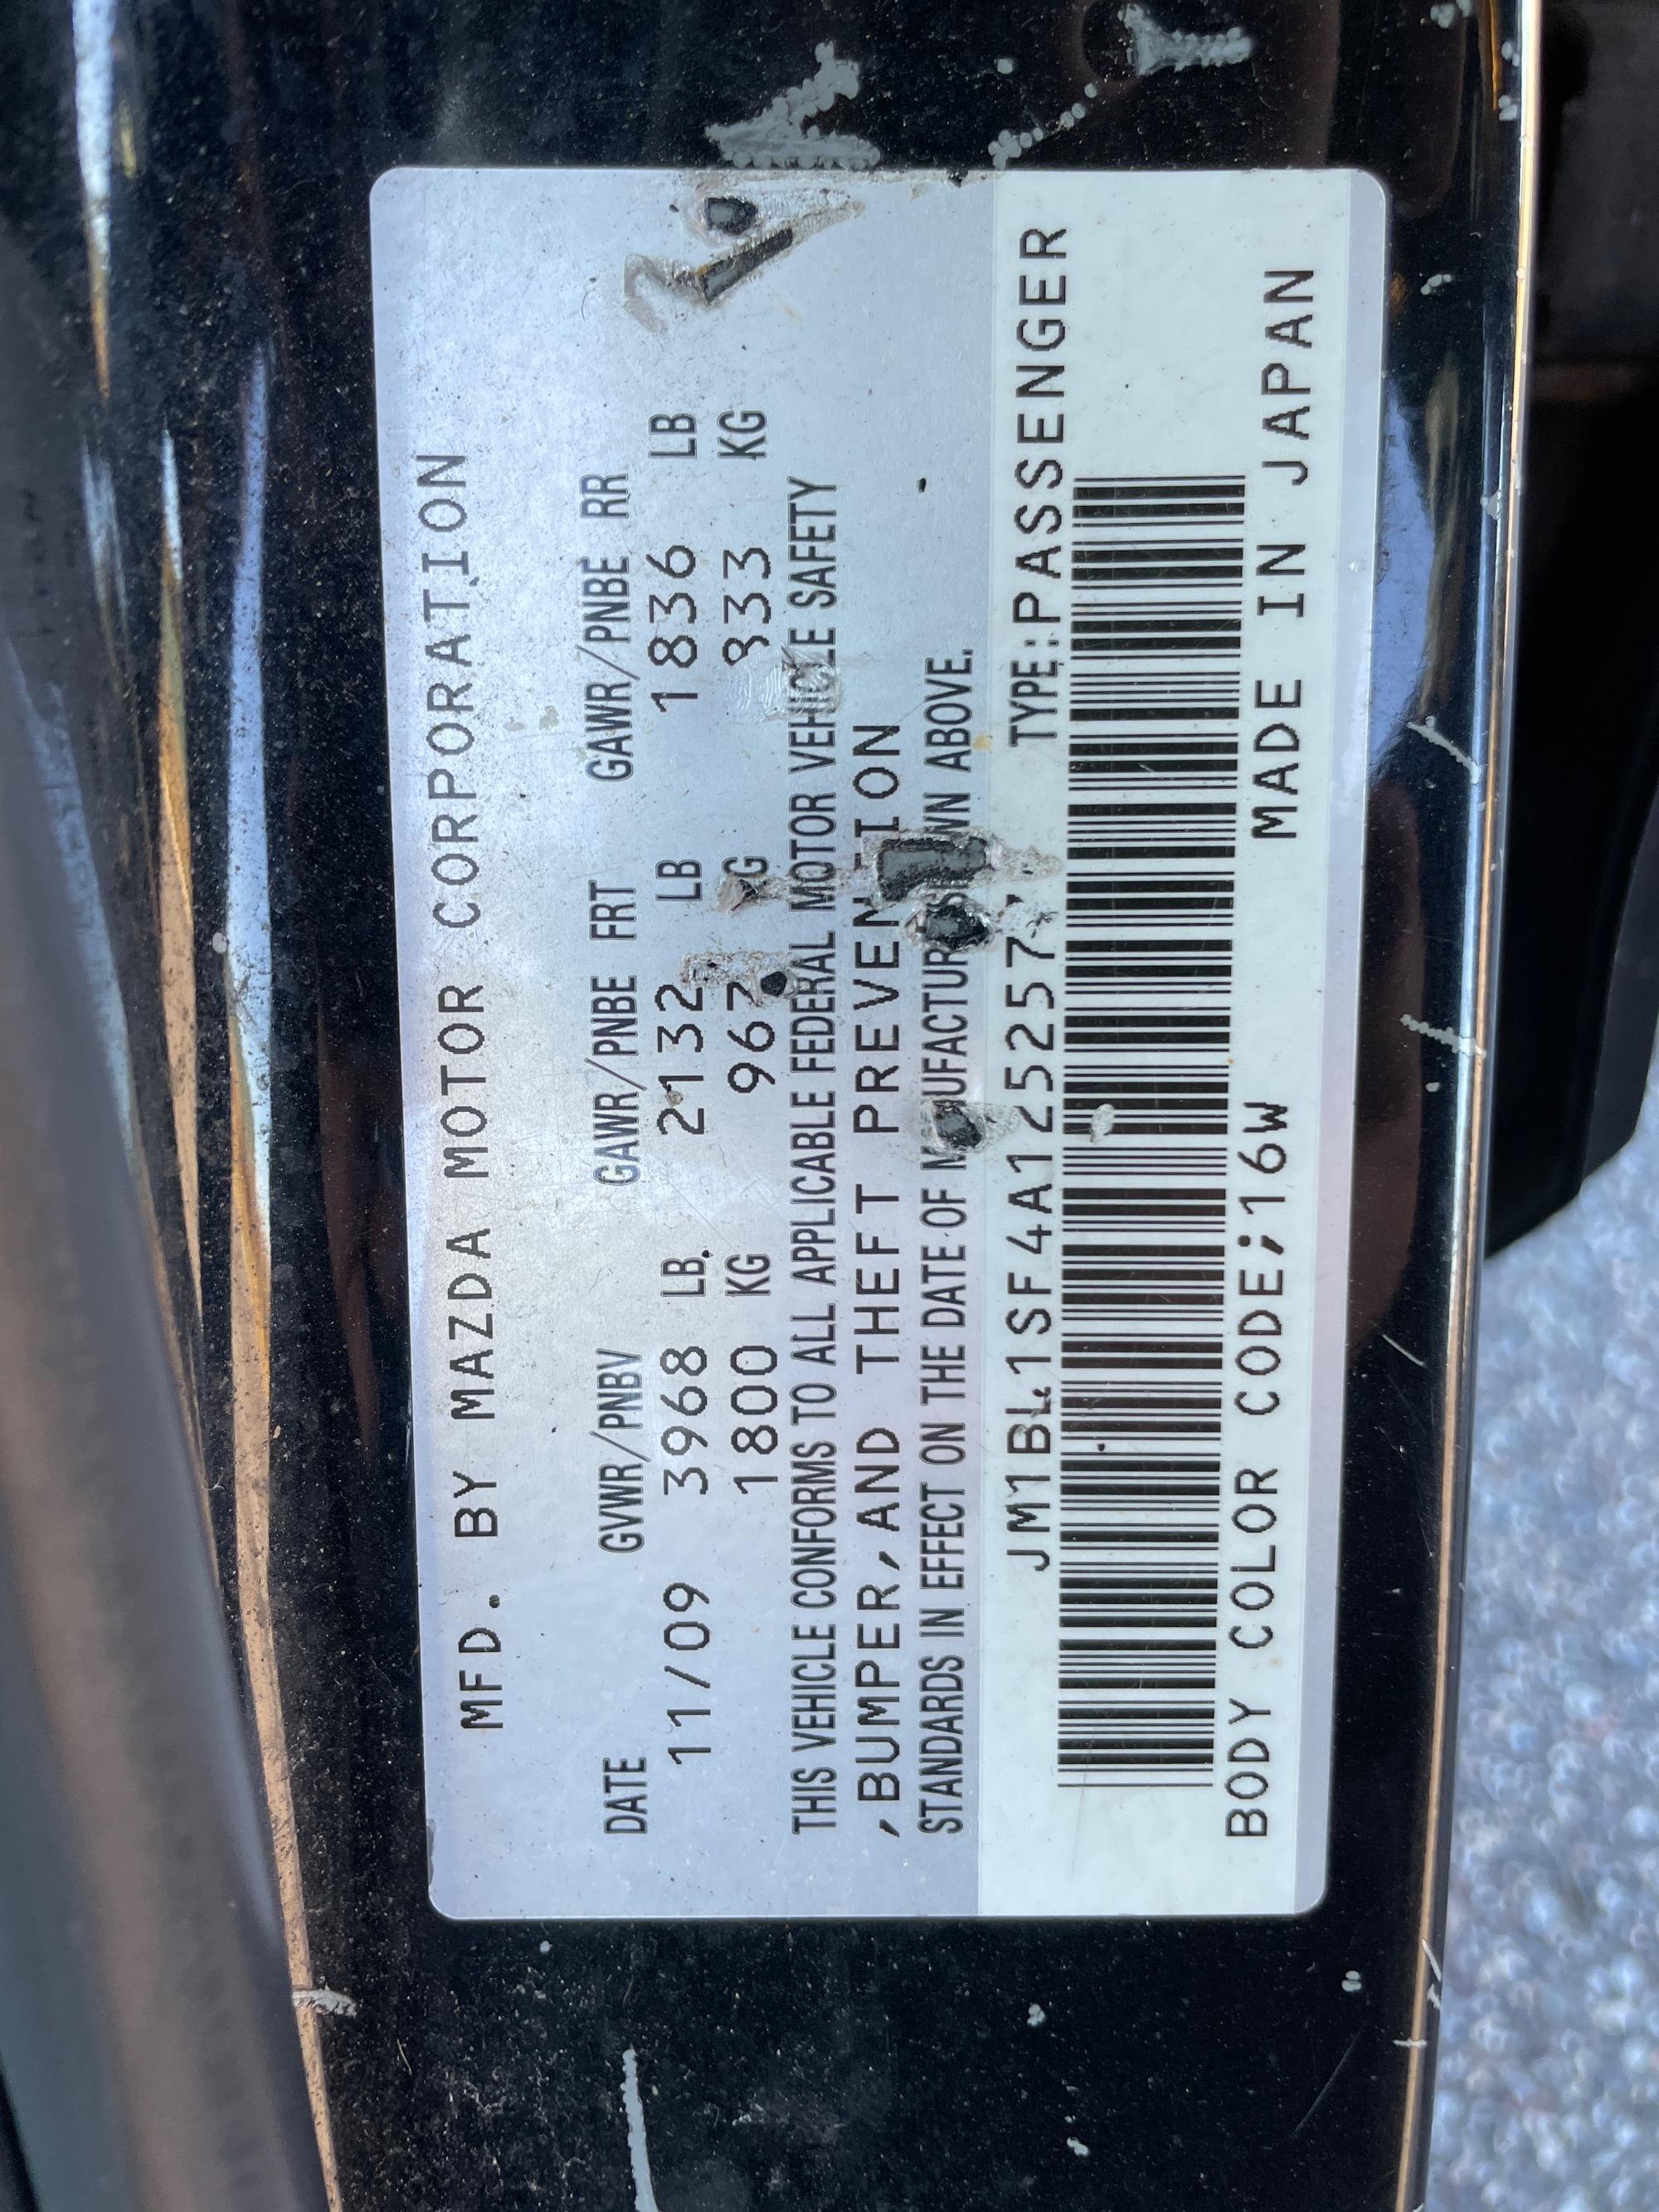 MFD. BY MAZDA MOTOR CORPORATION
DATE GVWR/PNBV GAWR/PNBE FRT GAWR/PNBE RR
11/09 3968 LB 2132 LB 1836 LB
1800 KG 967 KG 833 KG
THIS VEHICLE CONFORMS TO ALL APPLICABLE FEDERAL MOTOR VEHICLE SAFETY
,BUMPER, AND THEFT PREVENTION
STANDARDS IN EFFECT ON THE DATE OF MANUFACTURE SHOWN ABOVE.
JM1BL1SF4A125257 TYPE:PASSENGER
BODY COLOR CODE;16W MADE IN JAPAN